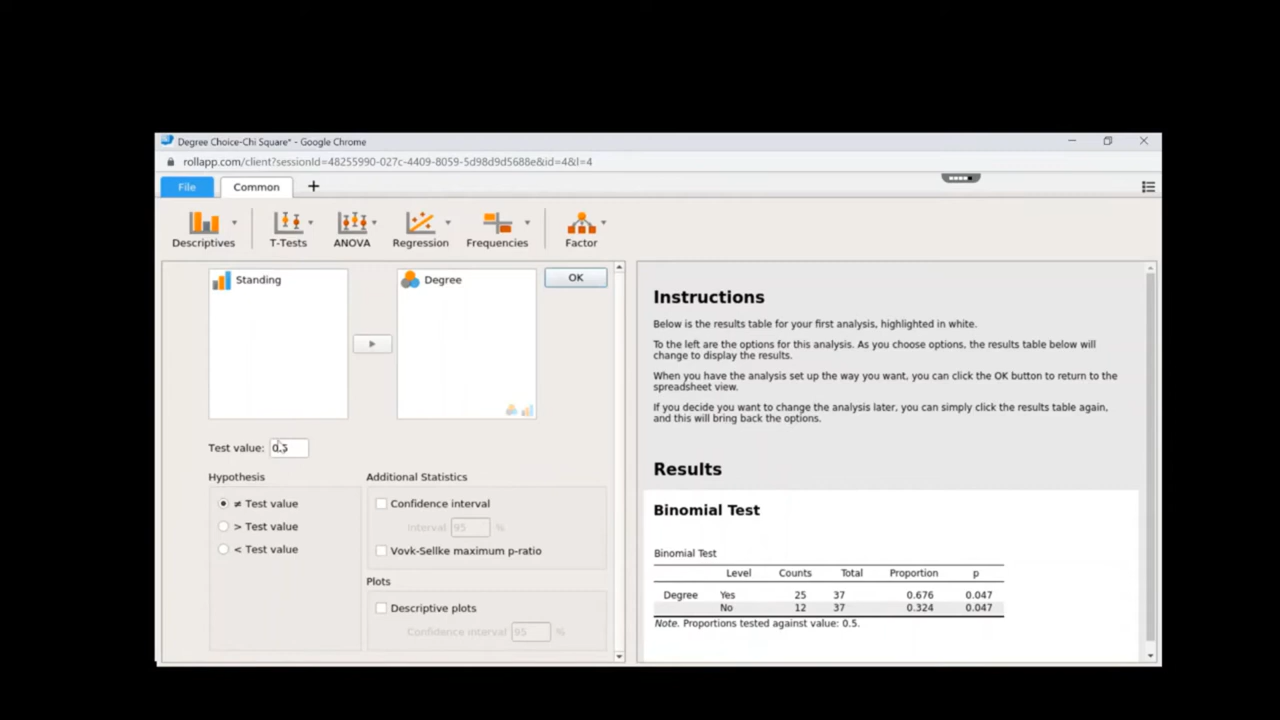 Degree Choice-Chi Square* - Google Chrome
rollapp.com/client?sessionId=48255990-027c-4409-8059-5d98d9d5688e&id=4&l=4
File Common +
Descriptives T-Tests ANOVA Regression Frequencies Factor
Standing Degree OK
Test value: 0.5
Hypothesis Additional Statistics
≠ Test value Confidence interval
Interval 95 %
> Test value
< Test value Vovk-Sellke maximum p-ratio
Plots
Descriptive plots
Confidence interval 95 %
Instructions
Below is the results table for your first analysis, highlighted in white.
To the left are the options for this analysis. As you choose options, the results table below will
change to display the results.
When you have the analysis set up the way you want, you can click the OK button to return to the
spreadsheet view.
If you decide you want to change the analysis later, you can simply click the results table again,
and this will bring back the options.
Results
Binomial Test
Binomial Test
Level Counts Total Proportion p
Degree Yes 25 37 0.676 0.047
No 12 37 0.324 0.047
Note. Proportions tested against value: 0.5.